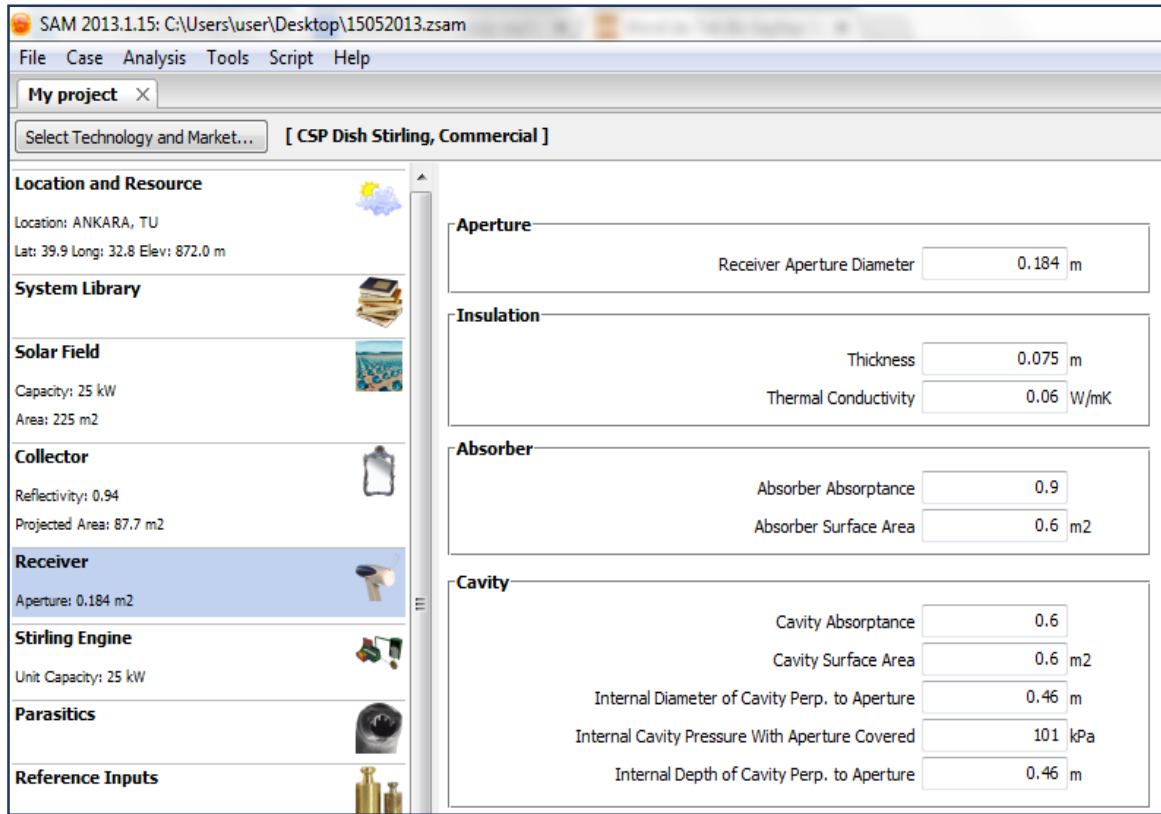 SAM 2013.1.15: C:\Users\user\Desktop\15052013.zsam
File Case Analysis Tools Script Help
My project
Select Technology and Market... [ CSP Dish Stirling, Commercial ]
Location and Resource
Location: ANKARA, TU
Lat: 39.9 Long: 32.8 Elev: 872.0 m
System Library
Solar Field
Capacity: 25 kW
Area: 225 m2
Collector
Reflectivity: 0.94
Projected Area: 87.7 m2
Receiver
Aperture: 0.184 m2
Stirling Engine
Unit Capacity: 25 kW
Parasitics
Reference Inputs
Aperture
Receiver Aperture Diameter 0.184 m
Insulation
Thickness 0.075 m
Thermal Conductivity 0.06 W/mK
Absorber
Absorber Absorptance 0.9
Absorber Surface Area 0.6 m2
Cavity
Cavity Absorptance 0.6
Cavity Surface Area 0.6 m2
Internal Diameter of Cavity Perp. to Aperture 0.46 m
Internal Cavity Pressure With Aperture Covered 101 kPa
Internal Depth of Cavity Perp. to Aperture 0.46 m